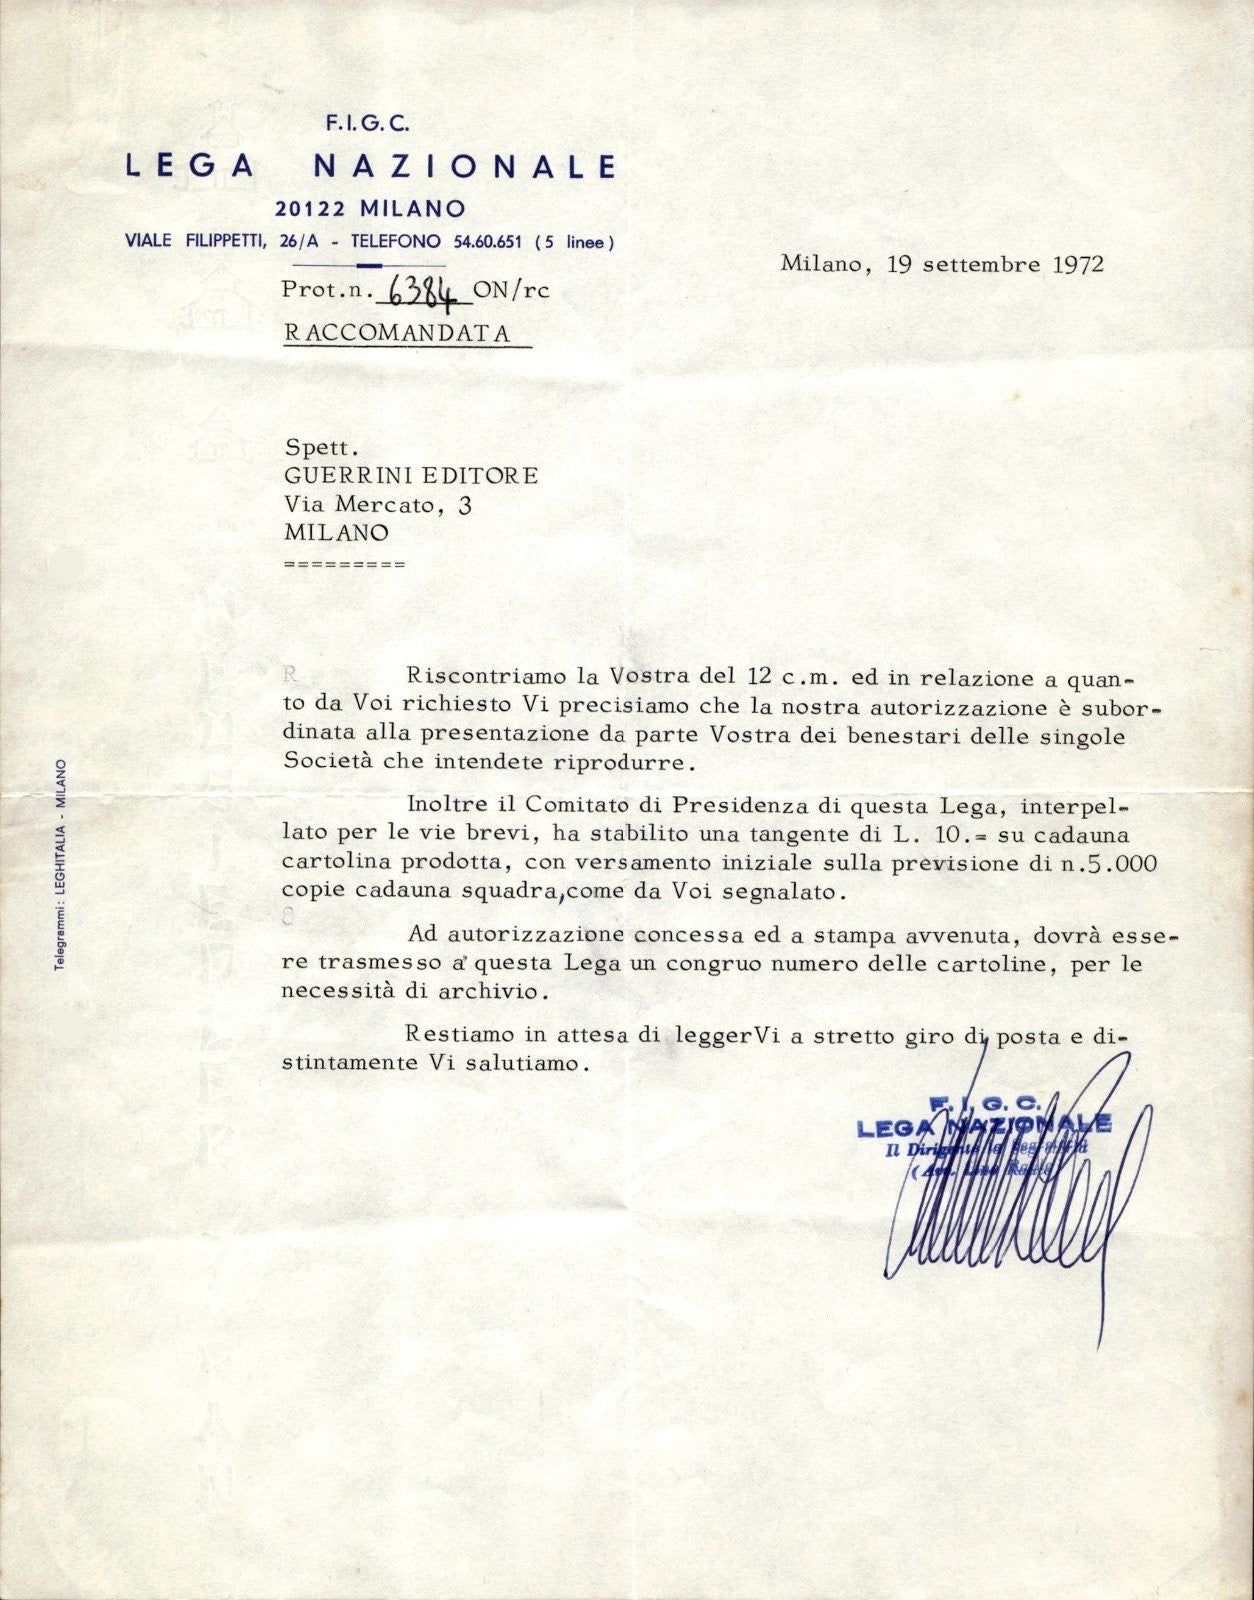 F.I.G.C.
LEGA NAZIONALE
20122 MILANO
VIALE FILIPPETTI, 26/A - TELEFONO 54.60.651 (5 linee)
Milano, 19 settembre 1972
Prot.n. 6384 ON/rc
RACCOMANDATA
Spett.
GUERRINI EDITORE
Via Mercato, 3
MILANO
=========
R Riscontriamo la Vostra del 12 c.m. ed in relazione a quan-
to da Voi richiesto Vi precisiamo che la nostra autorizzazione è subor-
dinata alla presentazione da parte Vostra dei benestari delle singole
Società che intendete riprodurre.
Inoltre il Comitato di Presidenza di questa Lega, interpel-
lato per le vie brevi, ha stabilito una tangente di L. 10.= su cadauna
cartolina prodotta, con versamento iniziale sulla previsione di n.5.000
copie cadauna squadra,come da Voi segnalato.
Ad autorizzazione concessa ed a stampa avvenuta, dovrà esse-
re trasmesso a questa Lega un congruo numero delle cartoline, per le
necessità di archivio.
Restiamo in attesa di leggerVi a stretto giro di posta e di-
stintamente Vi salutiamo.
F. I. G. C.
LEGA NAZIONALE
Il Dirigente la Segreteria
Telegrammi: LEGHITALIA - MILANO